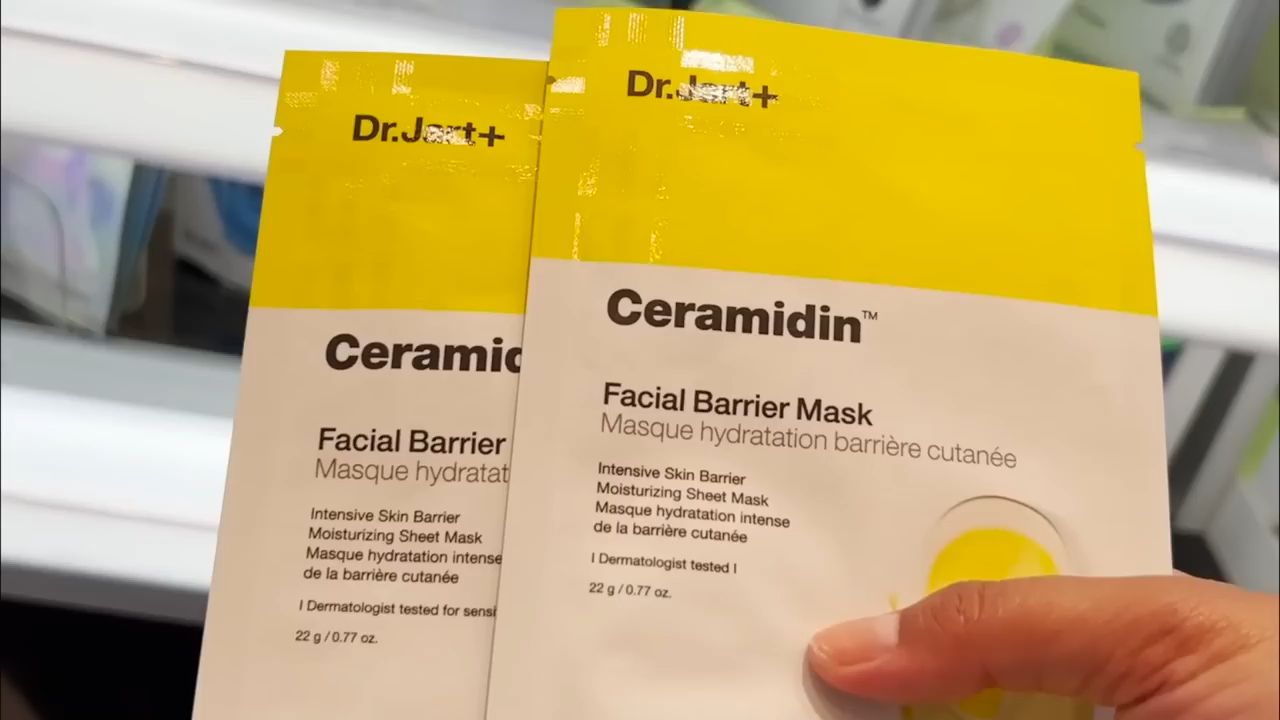 Dr.Jart+
Ceramid
Facial Barrier
Masque hydratat
Intensive Skin Barrier
Moisturizing Sheet Mask
Masque hydratation intense
de la barrière cutanée
I Dermatologist tested for sensi
22 g / 0.77 oz.
Dr.Jart+
Ceramidin™
Facial Barrier Mask
Masque hydratation barrière cutanée
Intensive Skin Barrier
Moisturizing Sheet Mask
Masque hydratation intense
de la barrière cutanée
I Dermatologist tested I
22 g / 0.77 oz.